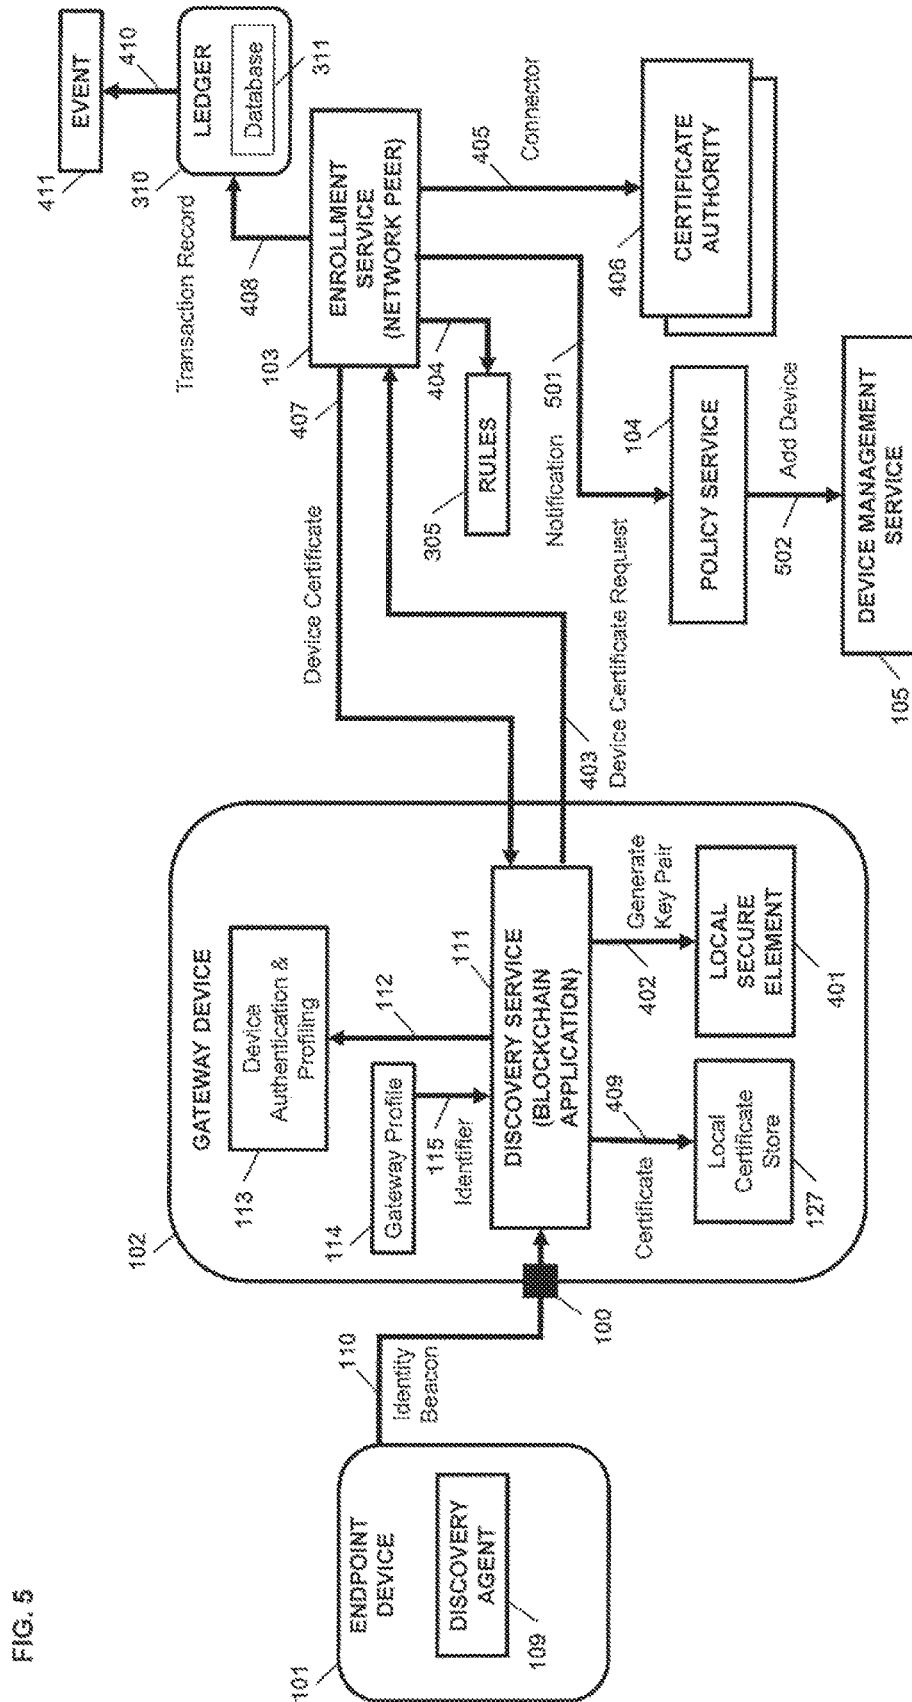 FIG. 5
101
ENDPOINT
DEVICE
DISCOVERY
AGENT
109
110
Identity
Beacon
100
102
GATEWAY DEVICE
113
Device
Authentication &
Profiling
112
114
Gateway Profile
115
Identifier
111
DISCOVERY SERVICE
(BLOCKCHAIN
APPLICATION)
Certificate
409
Local
Certificate
Store
127
402
Generate
Key Pair
LOCAL
SECURE
ELEMENT
401
Device Certificate
407
403
Device Certificate Request
103
ENROLLMENT
SERVICE
(NETWORK PEER)
404
305
RULES
Transaction Record
408
310
LEDGER
Database
311
410
411
EVENT
405
Connector
406
CERTIFICATE
AUTHORITY
Notification
501
104
POLICY SERVICE
502
Add Device
105
DEVICE MANAGEMENT
SERVICE